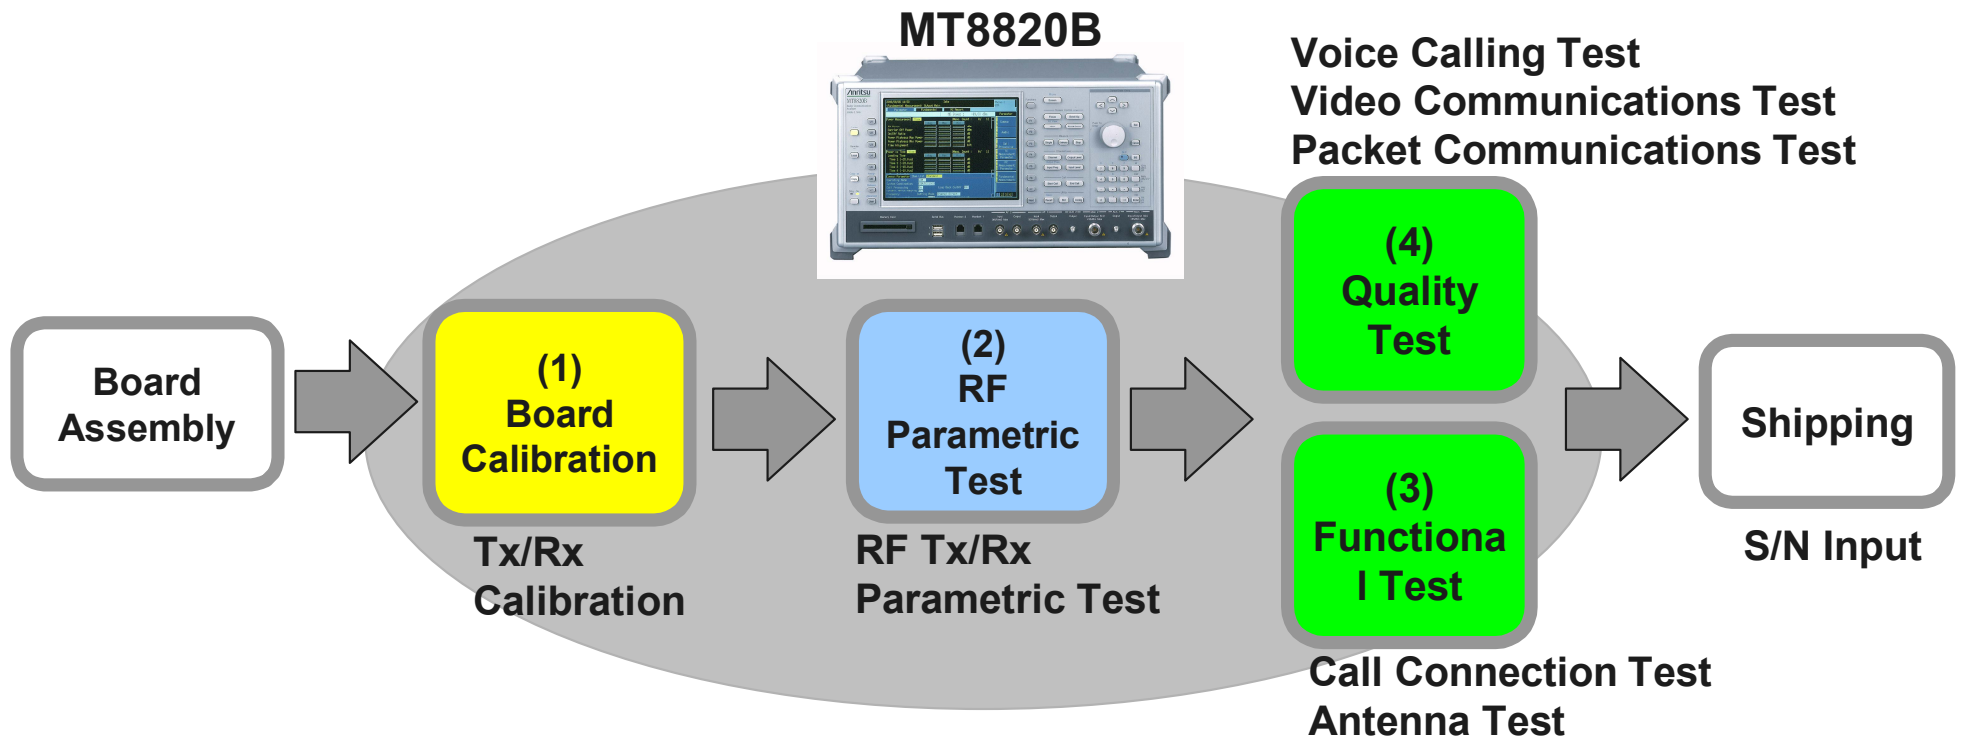 MT8820B
Voice Calling Test
Video Communications Test
Packet Communications Test
Anritsu
MT8820B
Board
Assembly
(1)
Board
Calibration
Tx/Rx
Calibration
(2)
RF
Parametric
Test
RF Tx/Rx
Parametric Test
(4)
Quality
Test
(3)
Functiona
l Test
Call Connection Test
Antenna Test
Shipping
S/N Input